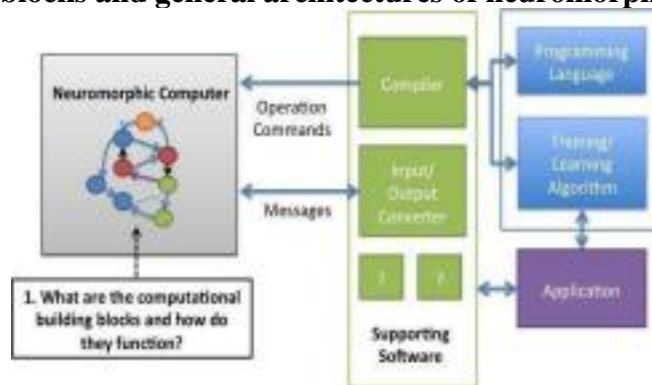 blocks and general architectures of neuromorph
Neuromorphic Computer
Operation
Commands
Messages
Compiler
Input/
Output
Converter
?
?
Supporting
Software
Programming
Language
Training/
Learning
Algorithm
Application
1. What are the computational
building blocks and how do
they function?